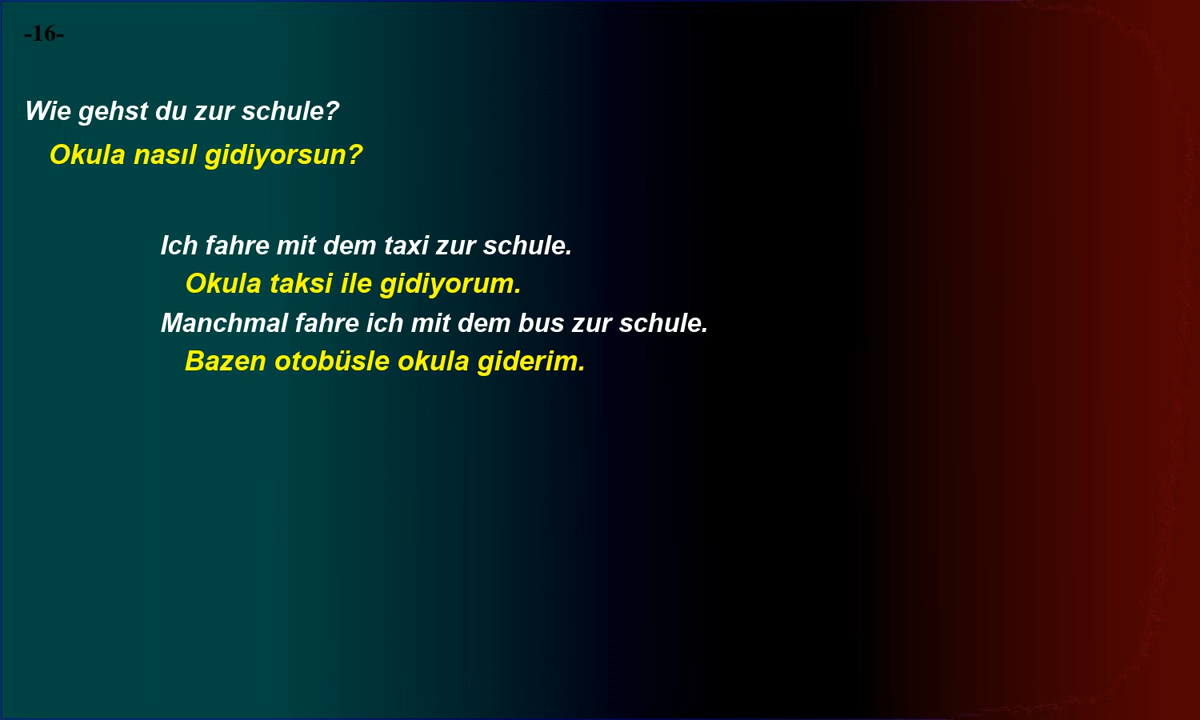 -16-
Wie gehst du zur schule?
Okula nasıl gidiyorsun?
Ich fahre mit dem taxi zur schule.
Okula taksi ile gidiyorum.
Manchmal fahre ich mit dem bus zur schule.
Bazen otobüsle okula giderim.